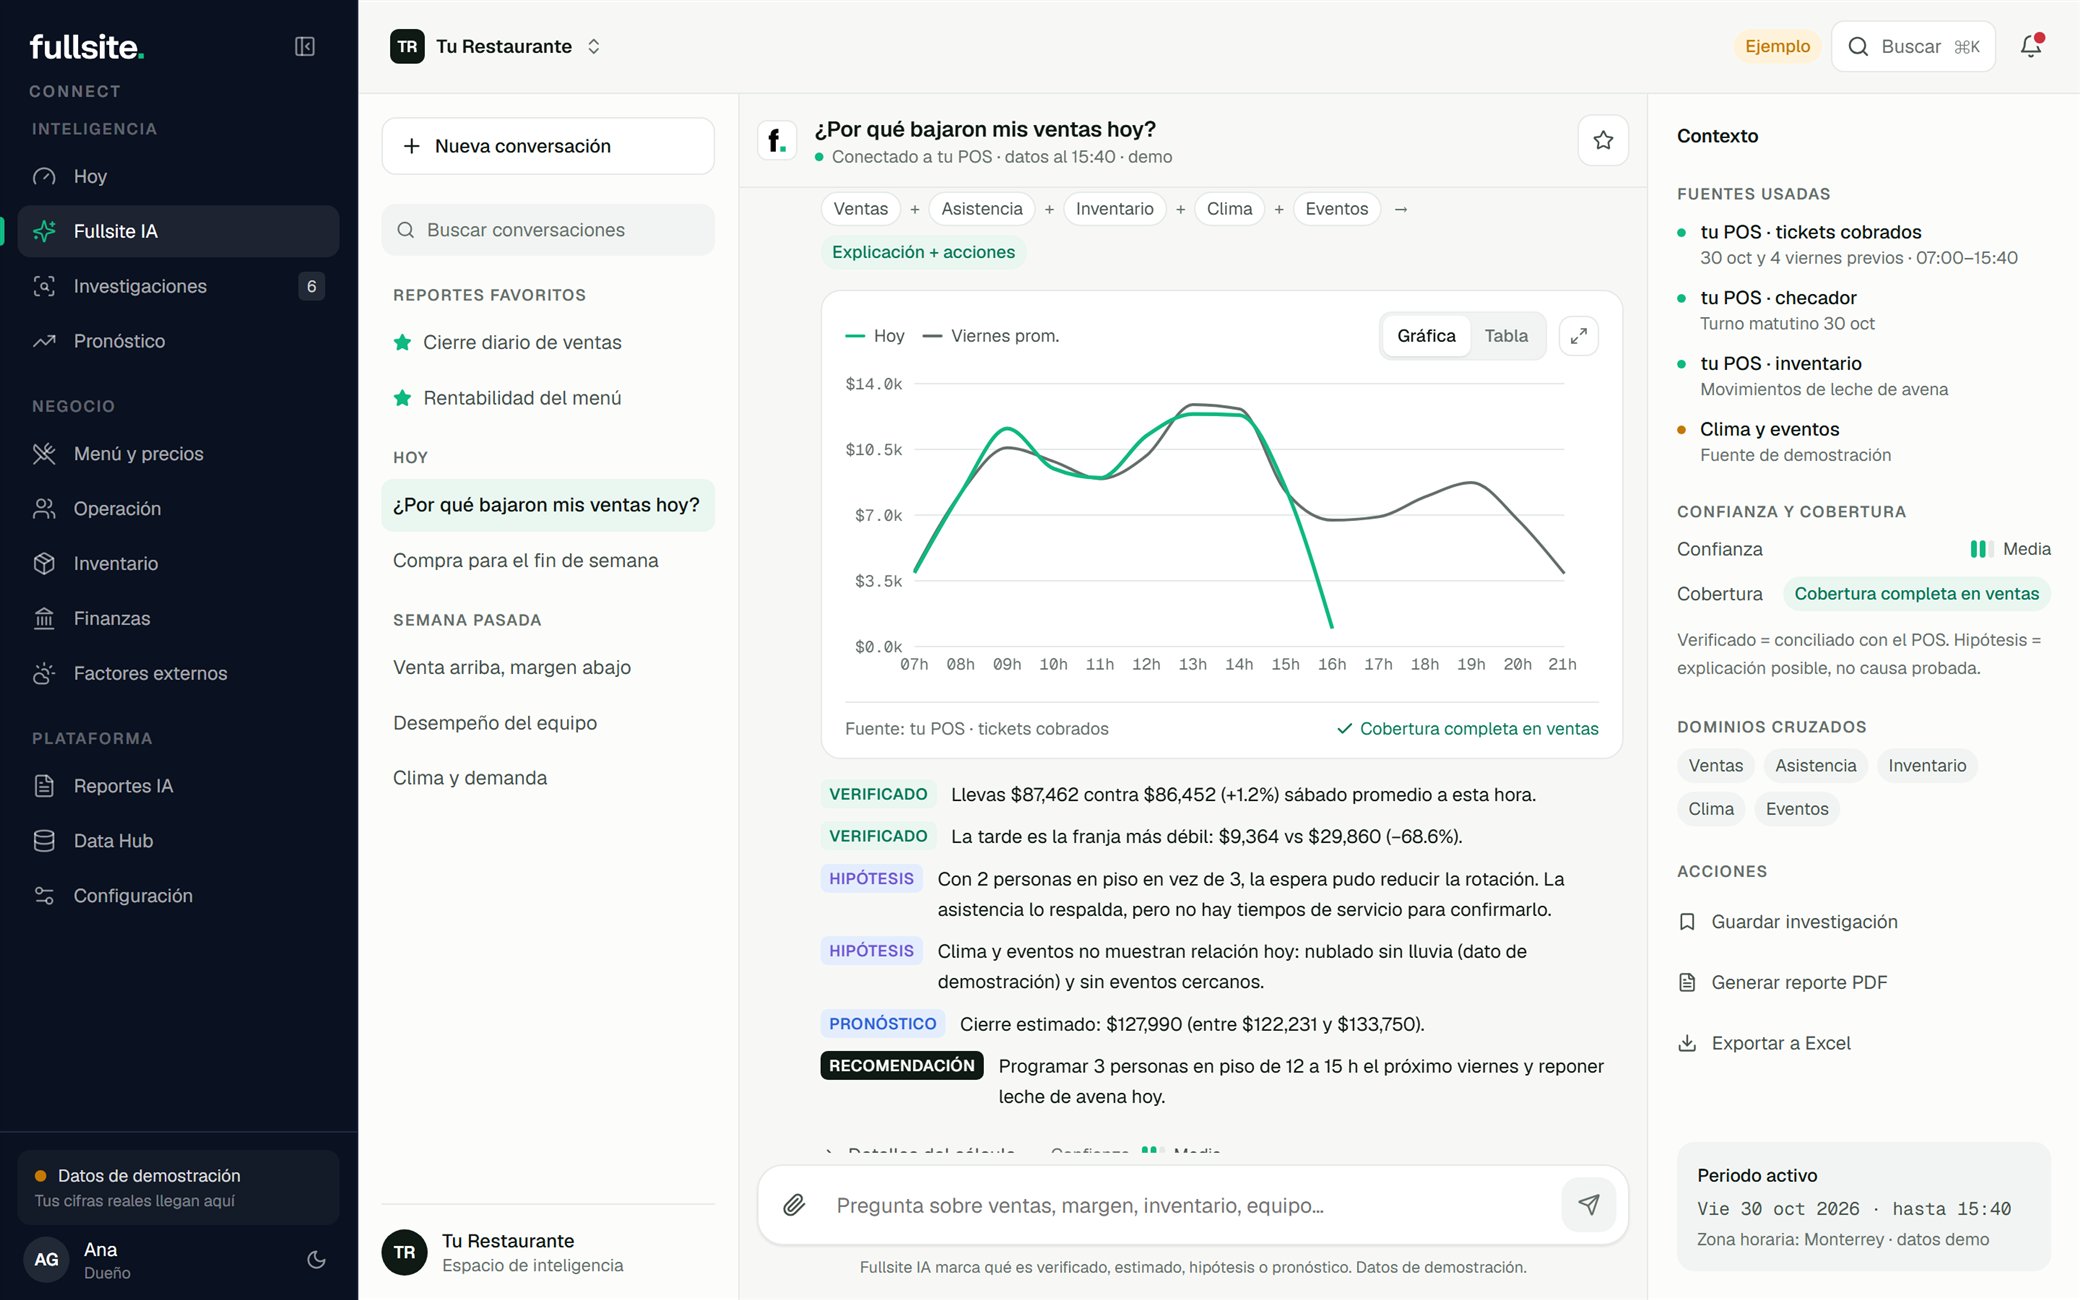 fullsite.
CONNECT
INTELIGENCIA
Hoy
Fullsite IA
Investigaciones 6
Pronóstico
NEGOCIO
Menú y precios
Operación
Inventario
Finanzas
Factores externos
PLATAFORMA
Reportes IA
Data Hub
Configuración
Datos de demostración
Tus cifras reales llegan aquí
AG Ana
Dueño
TR Tu Restaurante
Ejemplo
Buscar ⌘K
Nueva conversación
Buscar conversaciones
REPORTES FAVORITOS
Cierre diario de ventas
Rentabilidad del menú
HOY
¿Por qué bajaron mis ventas hoy?
Compra para el fin de semana
SEMANA PASADA
Venta arriba, margen abajo
Desempeño del equipo
Clima y demanda
TR Tu Restaurante
Espacio de inteligencia
f.
¿Por qué bajaron mis ventas hoy?
Conectado a tu POS · datos al 15:40 · demo
Ventas + Asistencia + Inventario + Clima + Eventos →
Explicación + acciones
Hoy Viernes prom.
Gráfica Tabla
$14.0k
$10.5k
$7.0k
$3.5k
$0.0k
07h 08h 09h 10h 11h 12h 13h 14h 15h 16h 17h 18h 19h 20h 21h
Fuente: tu POS · tickets cobrados
Cobertura completa en ventas
VERIFICADO Llevas $87,462 contra $86,452 (+1.2%) sábado promedio a esta hora.
VERIFICADO La tarde es la franja más débil: $9,364 vs $29,860 (−68.6%).
HIPÓTESIS Con 2 personas en piso en vez de 3, la espera pudo reducir la rotación. La
asistencia lo respalda, pero no hay tiempos de servicio para confirmarlo.
HIPÓTESIS Clima y eventos no muestran relación hoy: nublado sin lluvia (dato de
demostración) y sin eventos cercanos.
PRONÓSTICO Cierre estimado: $127,990 (entre $122,231 y $133,750).
RECOMENDACIÓN Programar 3 personas en piso de 12 a 15 h el próximo viernes y reponer
leche de avena hoy.
Detalles del cálculo Confianza Media
Pregunta sobre ventas, margen, inventario, equipo…
Fullsite IA marca qué es verificado, estimado, hipótesis o pronóstico. Datos de demostración.
Contexto
FUENTES USADAS
tu POS · tickets cobrados
30 oct y 4 viernes previos · 07:00–15:40
tu POS · checador
Turno matutino 30 oct
tu POS · inventario
Movimientos de leche de avena
Clima y eventos
Fuente de demostración
CONFIANZA Y COBERTURA
Confianza Media
Cobertura Cobertura completa en ventas
Verificado = conciliado con el POS. Hipótesis =
explicación posible, no causa probada.
DOMINIOS CRUZADOS
Ventas Asistencia Inventario
Clima Eventos
ACCIONES
Guardar investigación
Generar reporte PDF
Exportar a Excel
Periodo activo
Vie 30 oct 2026 · hasta 15:40
Zona horaria: Monterrey · datos demo